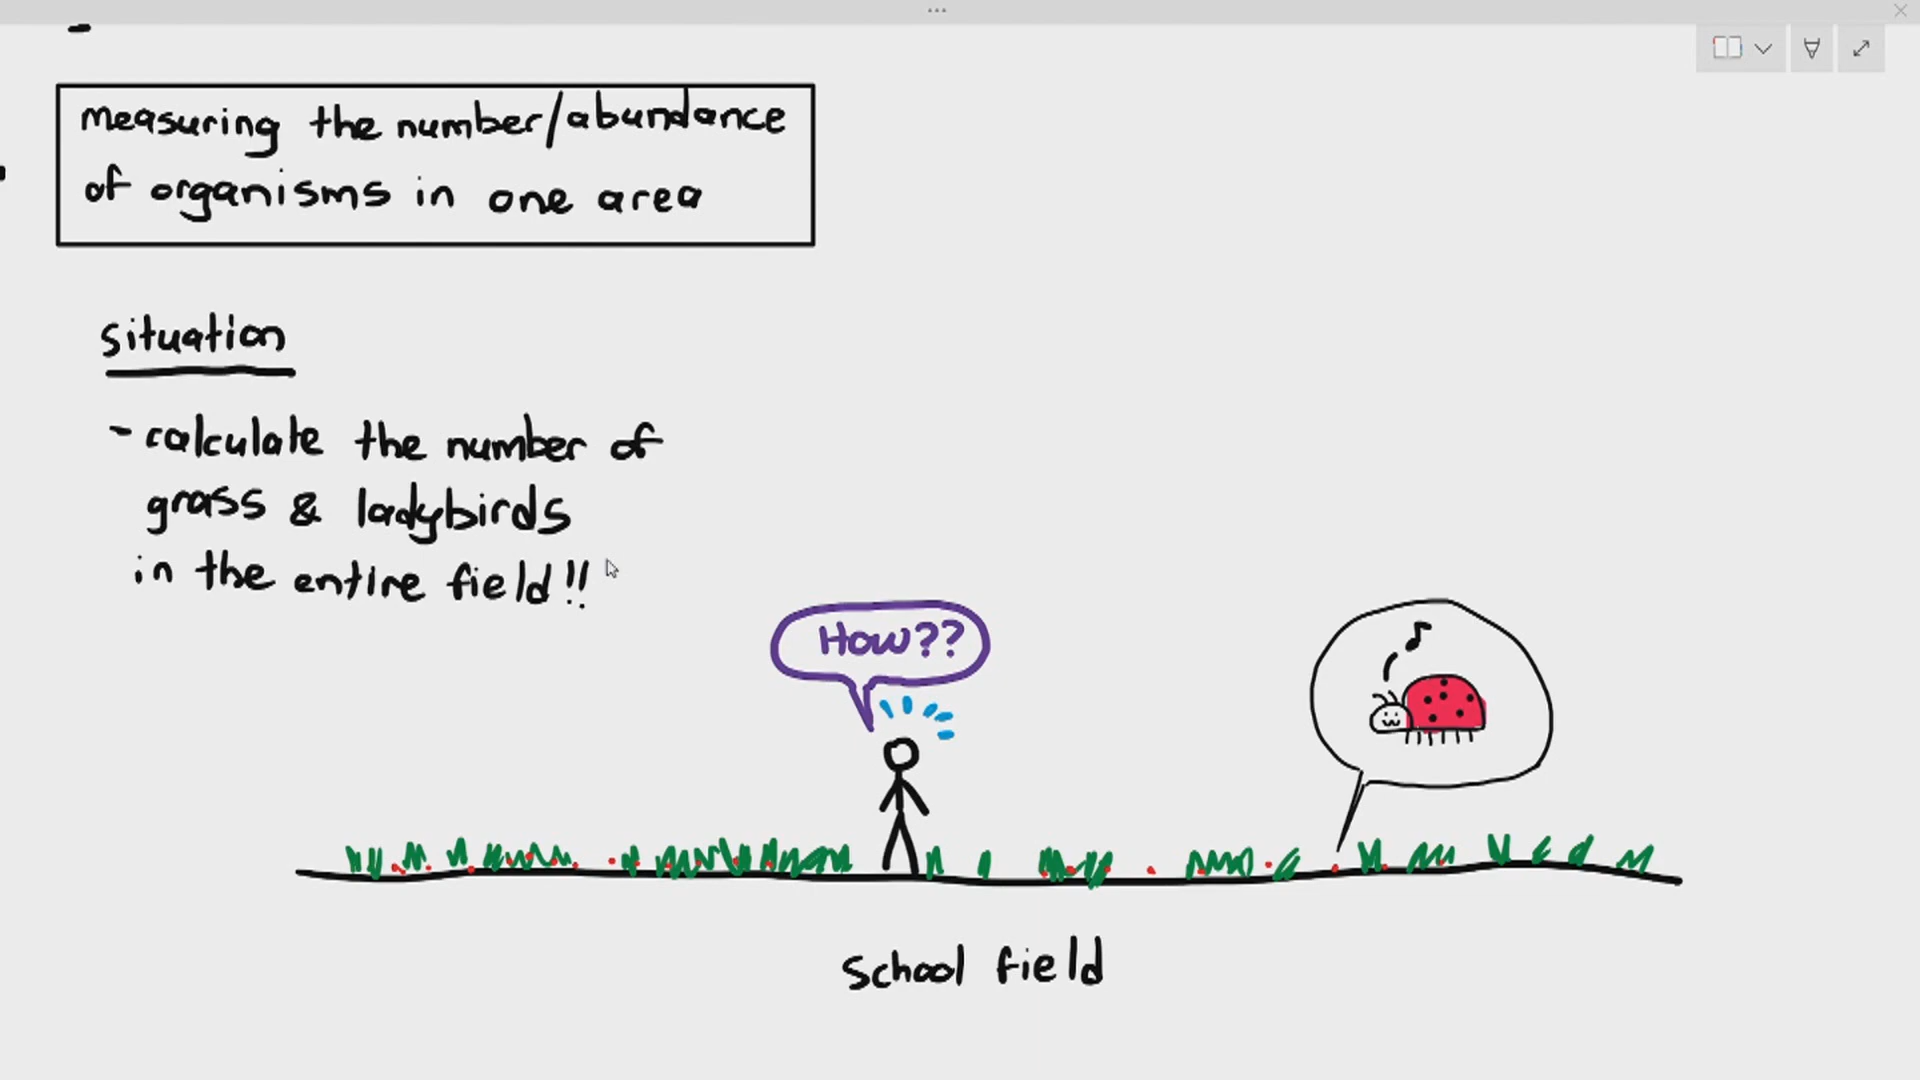 measuring the number/abundance
of organisms in one area
situation
- calculate the number of
grass & ladybirds
in the entire field!!
How??
school field